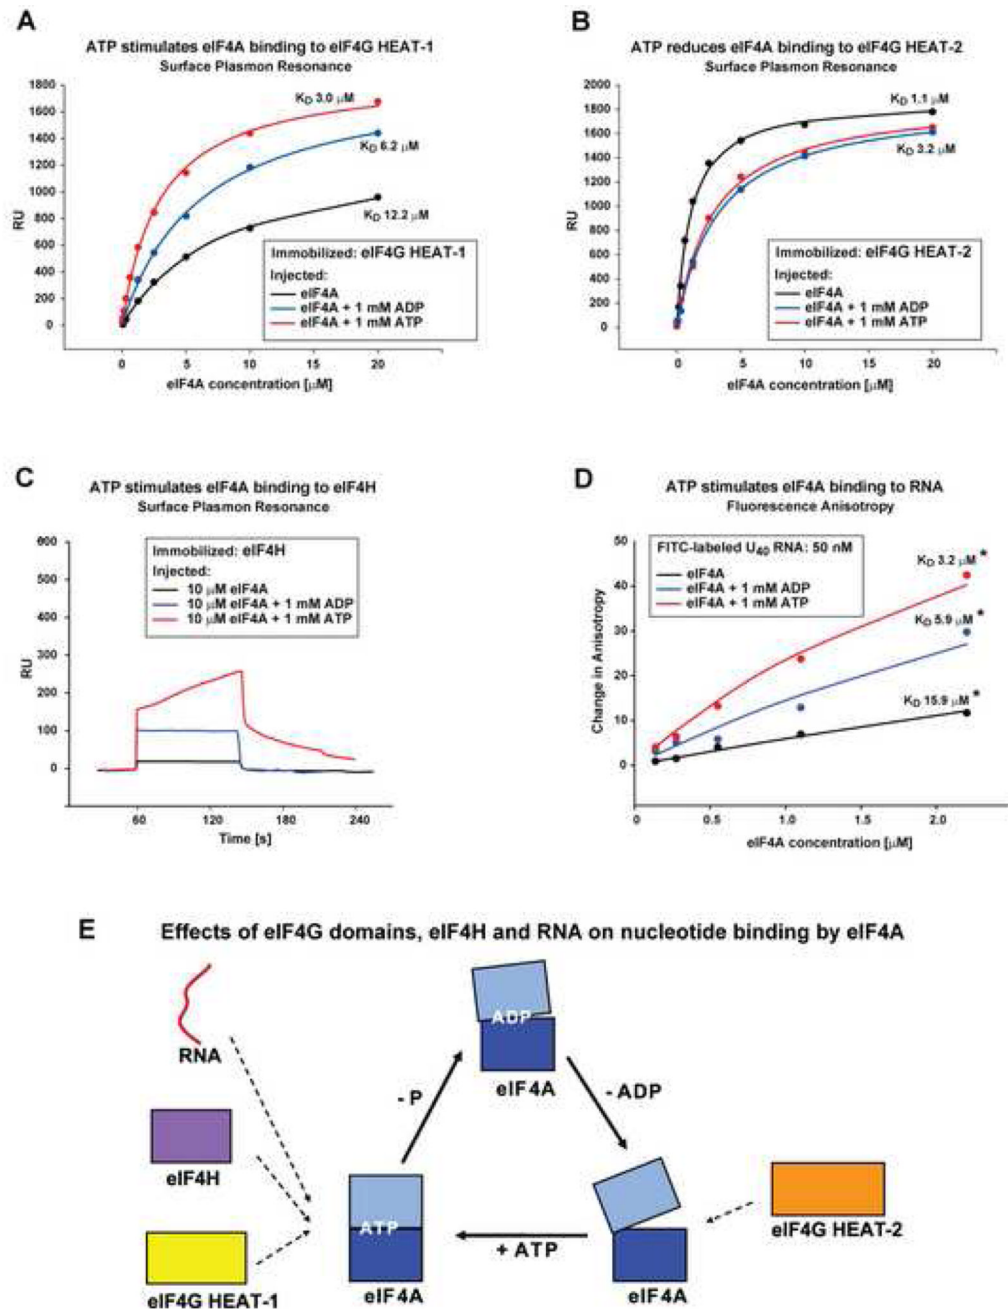 A
ATP stimulates eIF4A binding to eIF4G HEAT-1
Surface Plasmon Resonance
1800
1600
1400
1200
1000
800
600
400
200
0
RU
KD 3.0 µM
KD 6.2 µM
KD 12.2 µM
Immobilized: eIF4G HEAT-1
Injected:
eIF4A
eIF4A + 1 mM ADP
eIF4A + 1 mM ATP
0 5 10 15 20
eIF4A concentration [µM]
B
ATP reduces eIF4A binding to eIF4G HEAT-2
Surface Plasmon Resonance
2000
1800
1600
1400
1200
1000
800
600
400
200
0
RU
KD 1.1 µM
KD 3.2 µM
Immobilized: eIF4G HEAT-2
Injected:
eIF4A
eIF4A + 1 mM ADP
eIF4A + 1 mM ATP
0 5 10 15 20
eIF4A concentration [µM]
C
ATP stimulates eIF4A binding to eIF4H
Surface Plasmon Resonance
600
500
400
300
200
100
0
RU
Immobilized: eIF4H
Injected:
10 µM eIF4A
10 µM eIF4A + 1 mM ADP
10 µM eIF4A + 1 mM ATP
60 120 180 240
Time [s]
D
ATP stimulates eIF4A binding to RNA
Fluorescence Anisotropy
50
40
30
20
10
0
Change in Anisotropy
FITC-labeled U40 RNA: 50 nM
eIF4A
eIF4A + 1 mM ADP
eIF4A + 1 mM ATP
KD 3.2 µM *
KD 5.9 µM *
KD 15.9 µM *
0 0.5 1.0 1.5 2.0
eIF4A concentration [µM]
E
Effects of eIF4G domains, eIF4H and RNA on nucleotide binding by eIF4A
RNA
eIF4H
eIF4G HEAT-1
ADP
eIF4A
- P
- ADP
ATP
eIF4A
+ ATP
eIF4A
eIF4G HEAT-2